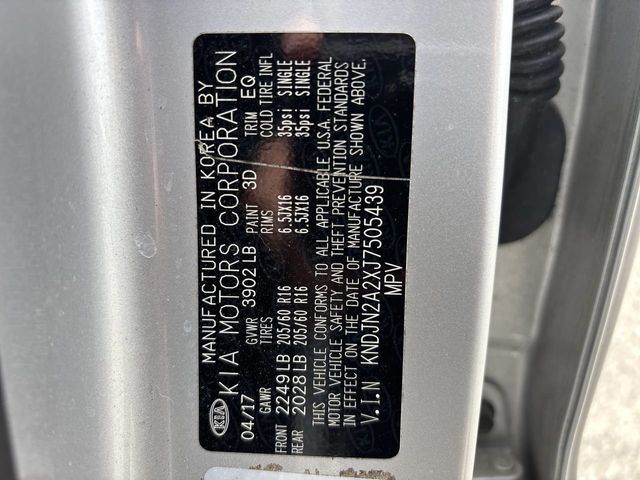 MANUFACTURED IN KOREA BY
KIA KIA MOTORS CORPORATION
04/17 GVWR 3902LB PAINT 3D TRIM EQ
GAWR TIRES RIMS COLD TIRE INFL
FRONT 2249LB 205/60 R16 6.5JX16 35psi SINGLE
REAR 2028LB 205/60 R16 6.5JX16 35psi SINGLE
THIS VEHICLE CONFORMS TO ALL APPLICABLE U.S.A. FEDERAL
MOTOR VEHICLE SAFETY AND THEFT PREVENTION STANDARDS
IN EFFECT ON THE DATE OF MANUFACTURE SHOWN ABOVE.
V.I.N KNDJN2A2XJ7505439
MPV